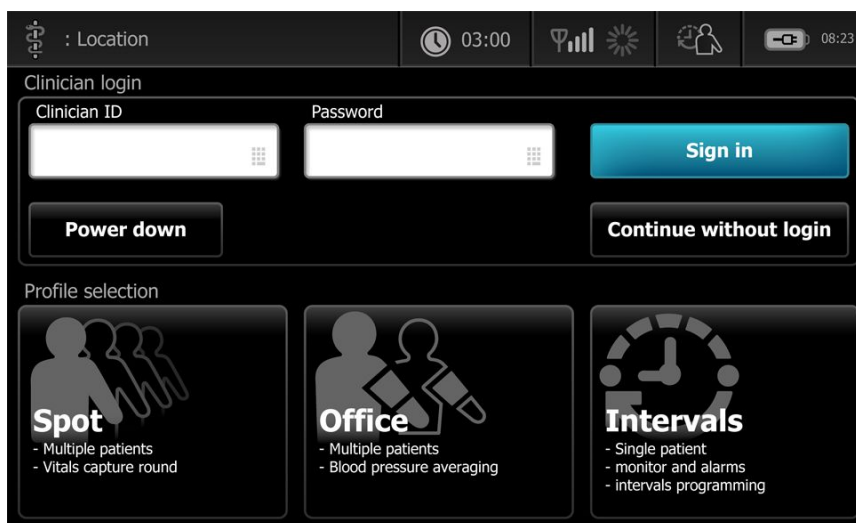 : Location
03:00
08:23
Clinician login
Clinician ID
Password
Sign in
Power down
Continue without login
Profile selection
Spot
- Multiple patients
- Vitals capture round
Office
- Multiple patients
- Blood pressure averaging
Intervals
- Single patient
- monitor and alarms
- intervals programming